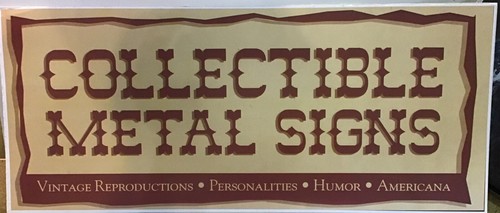 COLLECTIBLE
METAL SIGNS
VINTAGE REPRODUCTIONS • PERSONALITIES • HUMOR • AMERICANA